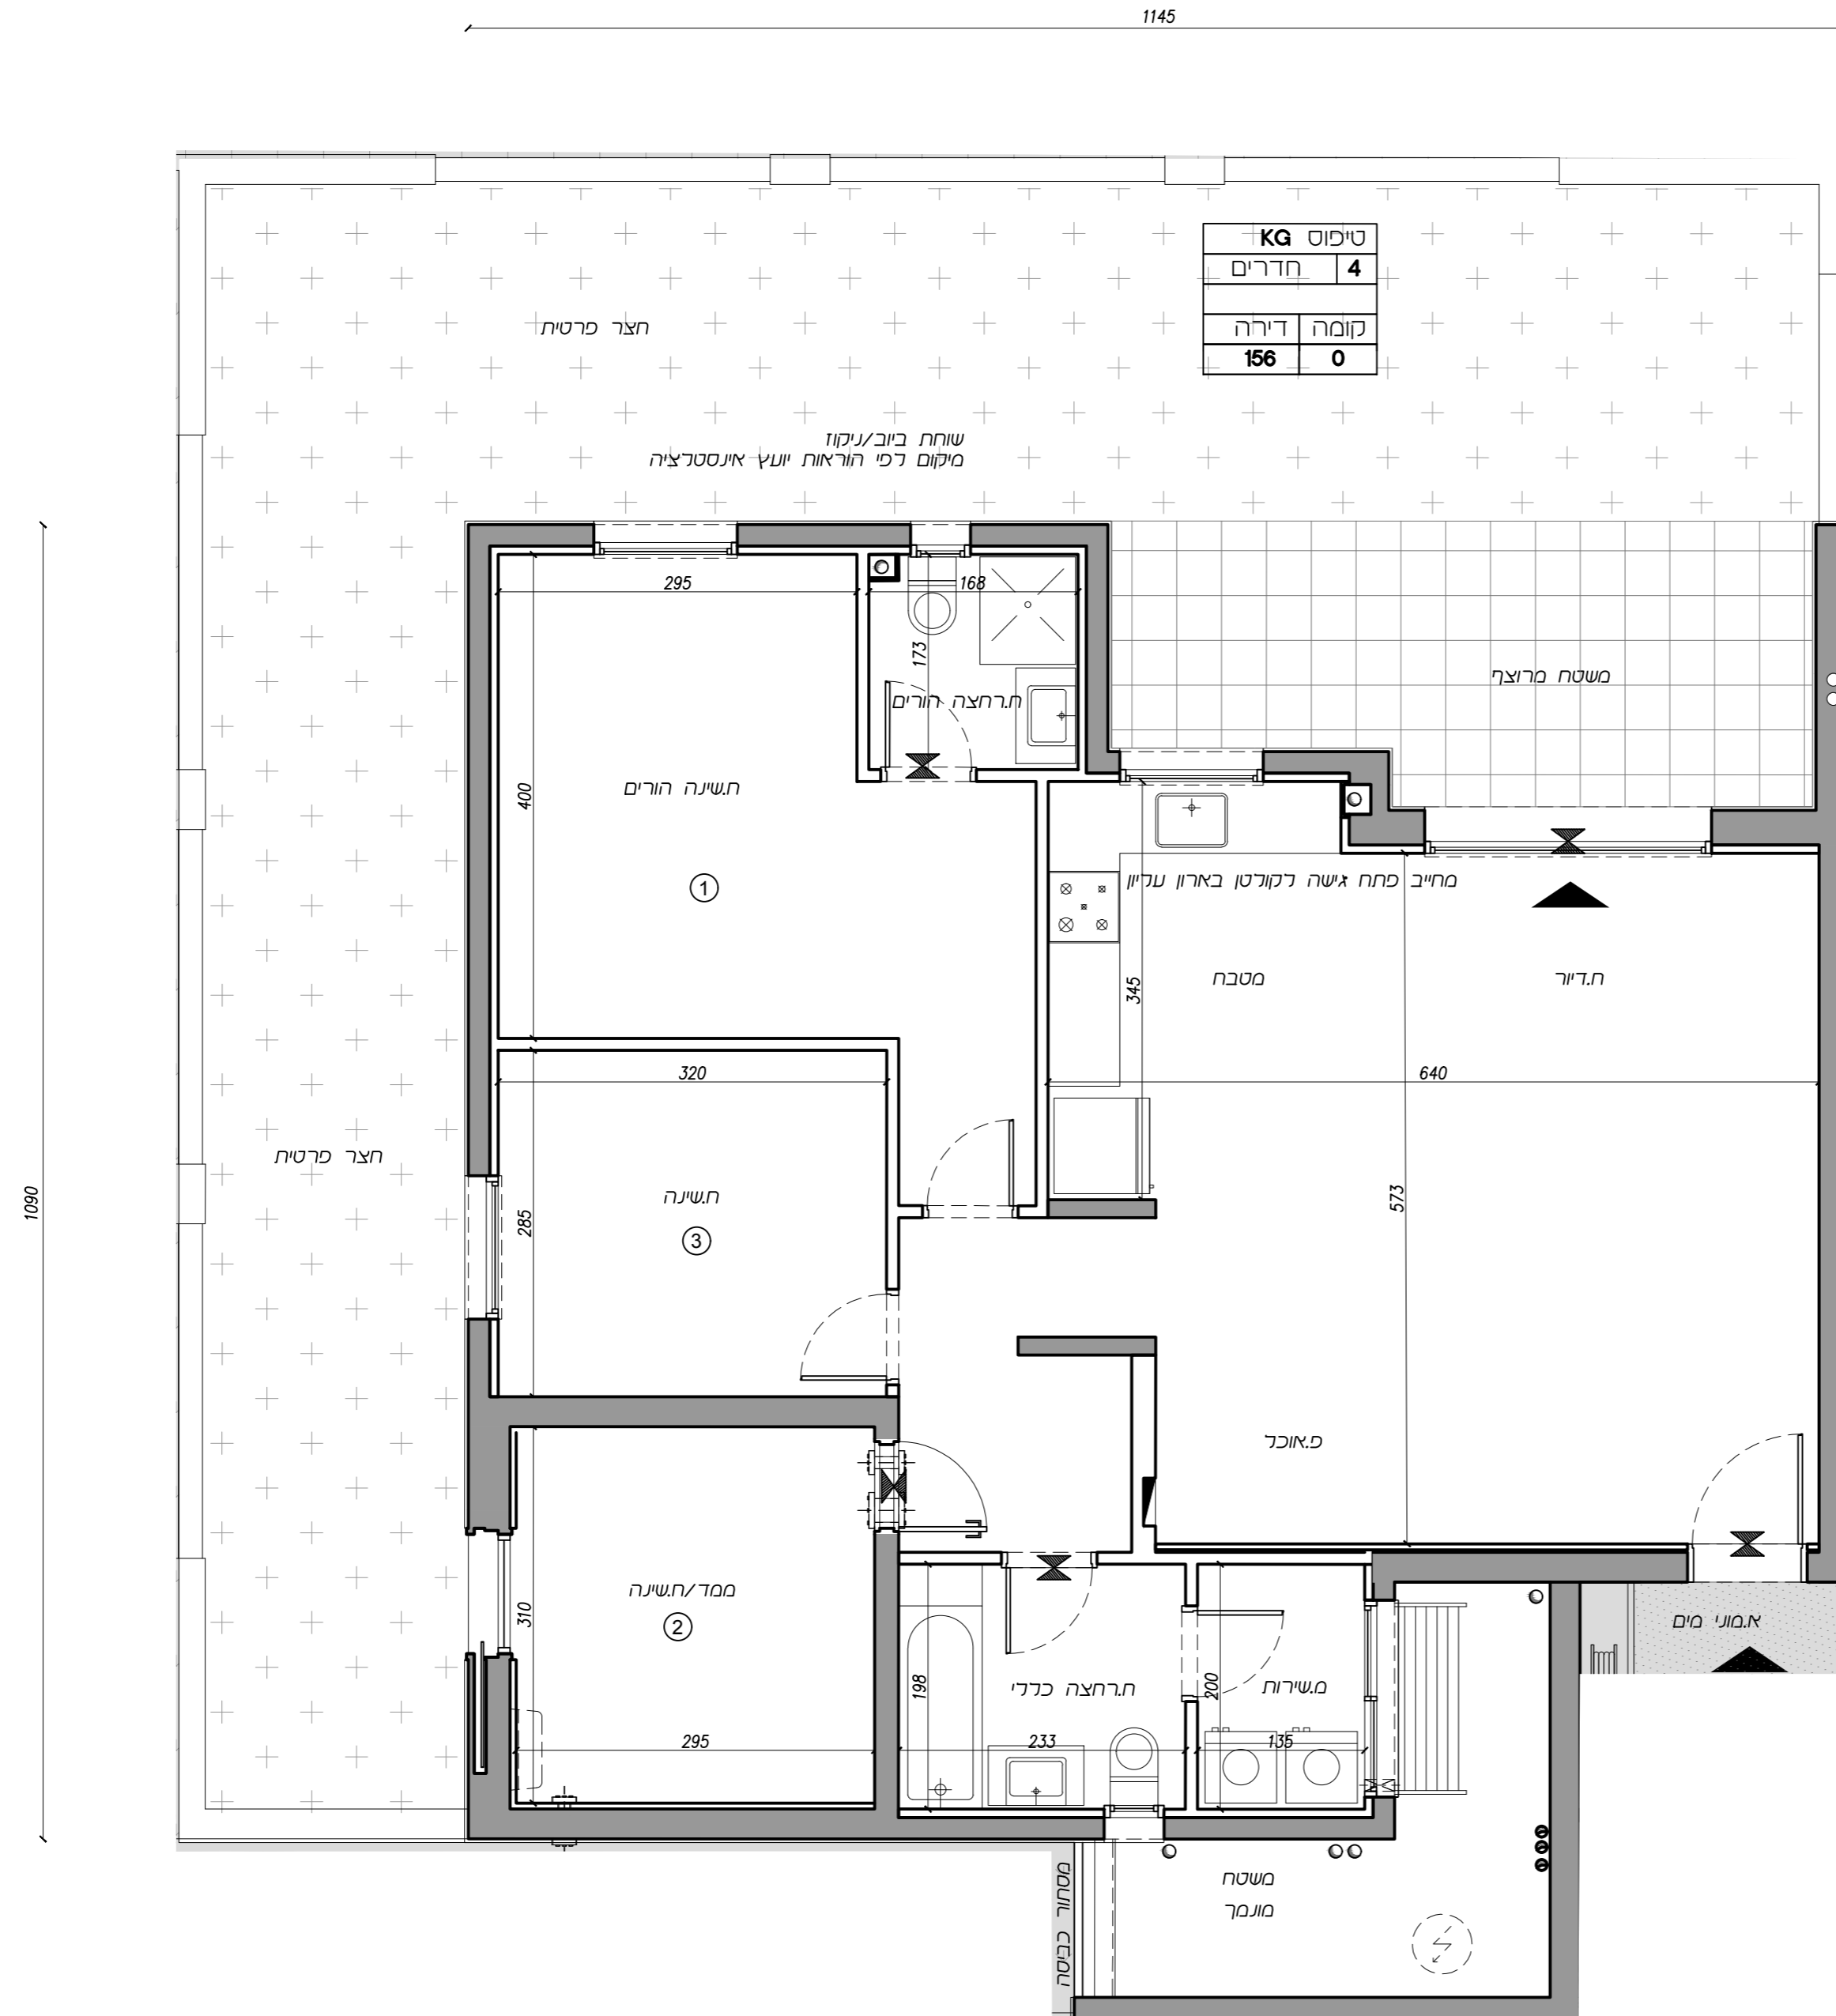 1145
טיפוס KG
4 חדרים
קומה דירה
0 156
חצר פרטית
שוחת ביוב/ניקוז
מיקום לפי הוראות יועץ אינסטלציה
295
168
173
ח.רחצה הורים
משטח מרוצף
ח.שינה הורים
400
1
מחייב פתח גישה לקולטן בארון עליון
מטבח
ח.דיור
345
320
640
חצר פרטית
1090
ח.שינה
3
285
573
פ.אוכל
ממד/ח.שינה
2
310
א.מוני מים
198
ח.רחצה כללי
200
מ.שירות
295
233
135
משטח
מונמך